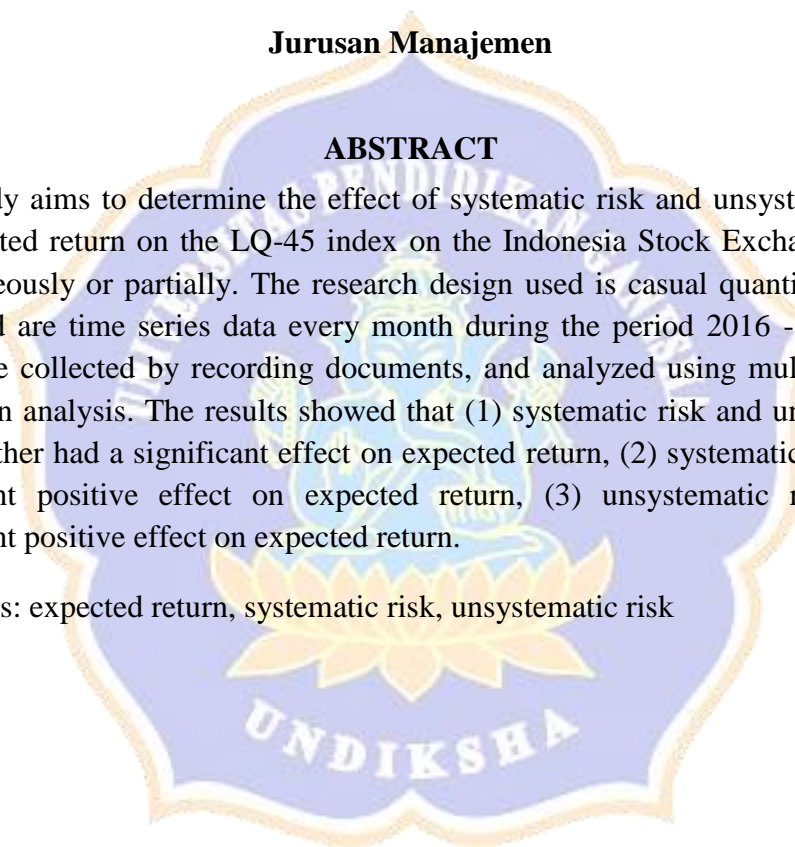 Jurusan Manajemen
ABSTRACT
dy aims to determine the effect of systematic risk and unsyst
ted return on the LQ-45 index on the Indonesia Stock Excha
eously or partially. The research design used is casual quanti
d are time series data every month during the period 2016 -
e collected by recording documents, and analyzed using mul
n analysis. The results showed that (1) systematic risk and un
ther had a significant effect on expected return, (2) systematic
nt positive effect on expected return, (3) unsystematic r
nt positive effect on expected return.
s: expected return, systematic risk, unsystematic risk
UNIVERSITAS PENDIDIKAN GANESHA
UNDIKSHA